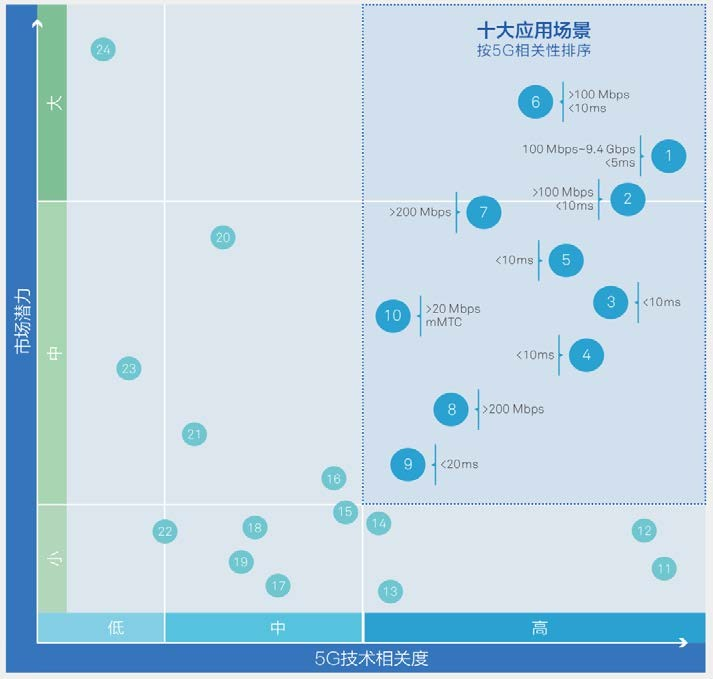 十大应用场景
按5G相关性排序
24
大
6
>100 Mbps
<10ms
100 Mbps~9.4 Gbps
<5ms
1
>100 Mbps
<10ms
2
>200 Mbps
7
20
<10ms
5
3
<10ms
10
>20 Mbps
mMTC
市场潜力
中
<10ms
4
23
8
>200 Mbps
21
9
<20ms
16
15
14
22
18
12
小
19
11
17
13
低
中
高
5G技术相关度